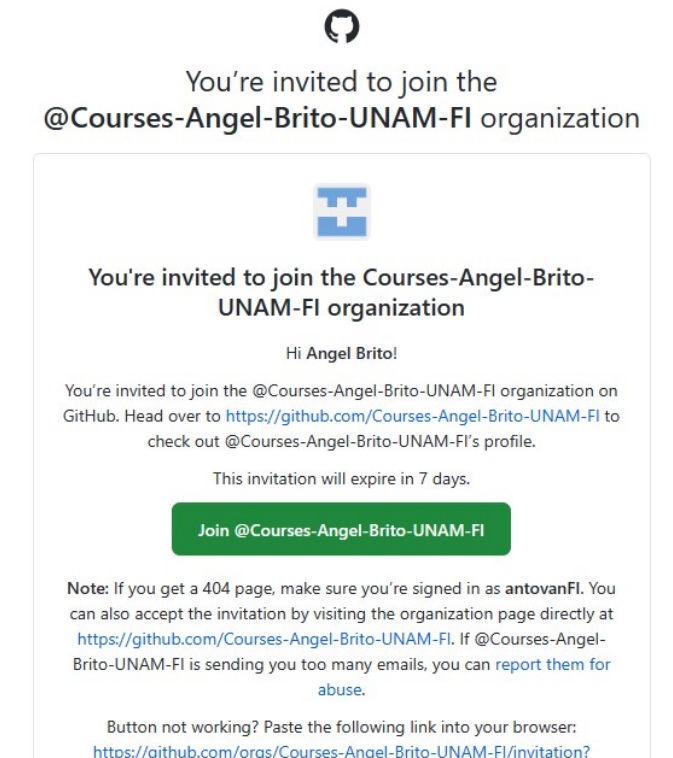 You’re invited to join the
@Courses-Angel-Brito-UNAM-FI organization
You're invited to join the Courses-Angel-Brito-
UNAM-FI organization
Hi Angel Brito!
You’re invited to join the @Courses-Angel-Brito-UNAM-FI organization on
GitHub. Head over to https://github.com/Courses-Angel-Brito-UNAM-FI to
check out @Courses-Angel-Brito-UNAM-FI’s profile.
This invitation will expire in 7 days.
Join @Courses-Angel-Brito-UNAM-FI
Note: If you get a 404 page, make sure you’re signed in as antovanFI. You
can also accept the invitation by visiting the organization page directly at
https://github.com/Courses-Angel-Brito-UNAM-FI. If @Courses-Angel-
Brito-UNAM-FI is sending you too many emails, you can report them for
abuse.
Button not working? Paste the following link into your browser:
https://github.com/orgs/Courses-Angel-Brito-UNAM-FI/invitation?